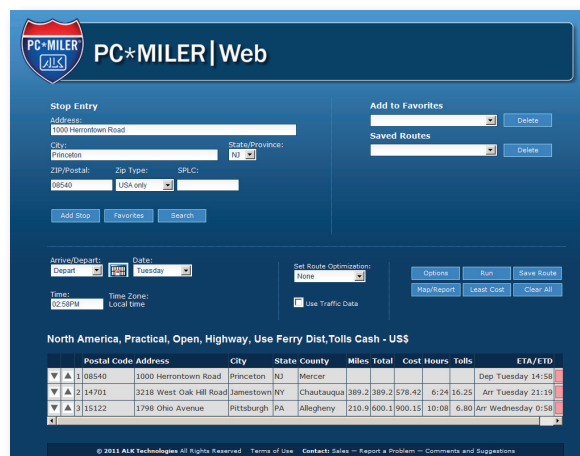 PC*MILER
ALK
PC*MILER|Web
Stop Entry
Address:
1000 Herrontown Road
City:
State/Province:
Princeton
NJ
ZIP/Postal:
Zip Type:
SPLC:
08540
USA only
Add Stop
Favorites
Search
Add to Favorites
Delete
Saved Routes
Delete
Arrive/Depart:
Date:
Depart
Tuesday
Time:
Time Zone:
02:58PM
Local time
Set Route Optimization:
None
Use Traffic Data
Options
Run
Save Route
Map/Report
Least Cost
Clear All
North America, Practical, Open, Highway, Use Ferry Dist,Tolls Cash - US$
Postal Code Address City State County Miles Total Cost Hours Tolls ETA/ETD
1 08540 1000 Herrontown Road Princeton NJ Mercer Dep Tuesday 14:58
2 14701 3218 West Oak Hill Road Jamestown NY Chautauqua 389.2 389.2 578.42 6:24 16.25 Arr Tuesday 21:19
3 15122 1798 Ohio Avenue Pittsburgh PA Allegheny 210.9 600.1 900.15 10:08 6.80 Arr Wednesday 0:58
© 2011 ALK Technologies All Rights Reserved Terms of Use Contact: Sales — Report a Problem — Comments and Suggestions